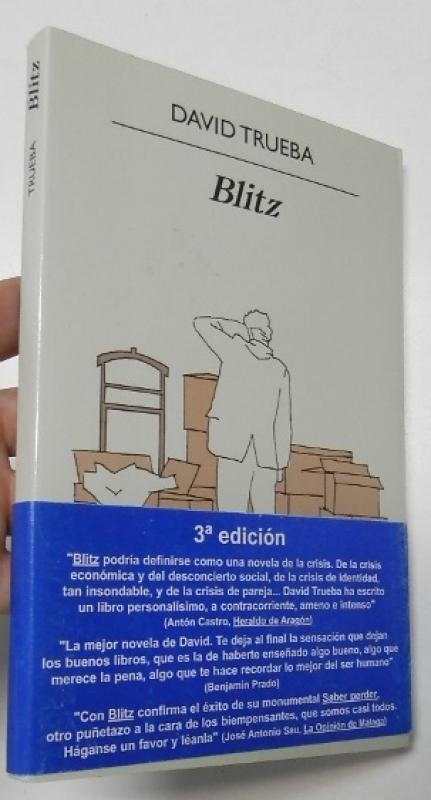 Blitz
TRUEBA
DAVID TRUEBA
Blitz
3ª edición
"Blitz podría definirse como una novela de la crisis. De la crisis
económica y del desconcierto social, de la crisis de identidad,
tan insondable, y de la crisis de pareja... David Trueba ha escrito
un libro personalísimo, a contracorriente, ameno e intenso"
(Antón Castro, Heraldo de Aragón)
"La mejor novela de David. Te deja al final la sensación que dejan
los buenos libros, que es la de haberte enseñado algo bueno, algo que
merece la pena, algo que te hace recordar lo mejor del ser humano"
(Benjamín Prado)
"Con Blitz confirma el éxito de su monumental Saber perder,
otro puñetazo a la cara de los biempensantes, que somos casi todos.
Háganse un favor y léanla" (José Antonio Sau, La Opinión de Málaga)